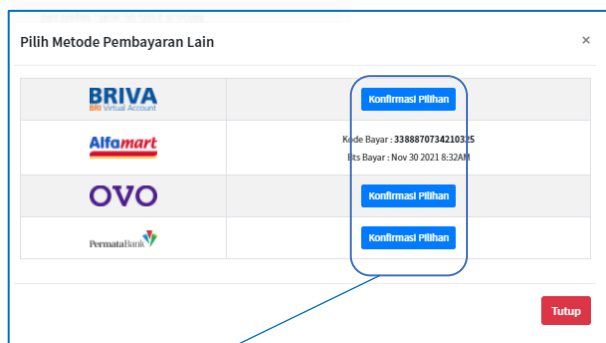 Pilih Metode Pembayaran Lain ×
BRIVA
BRI Virtual Account
Konfirmasi Pilihan
Alfamart
Kode Bayar : 3388870734210325
Bts Bayar : Nov 30 2021 8:32AM
OVO
Konfirmasi Pilihan
PermataBank
Konfirmasi Pilihan
Tutup